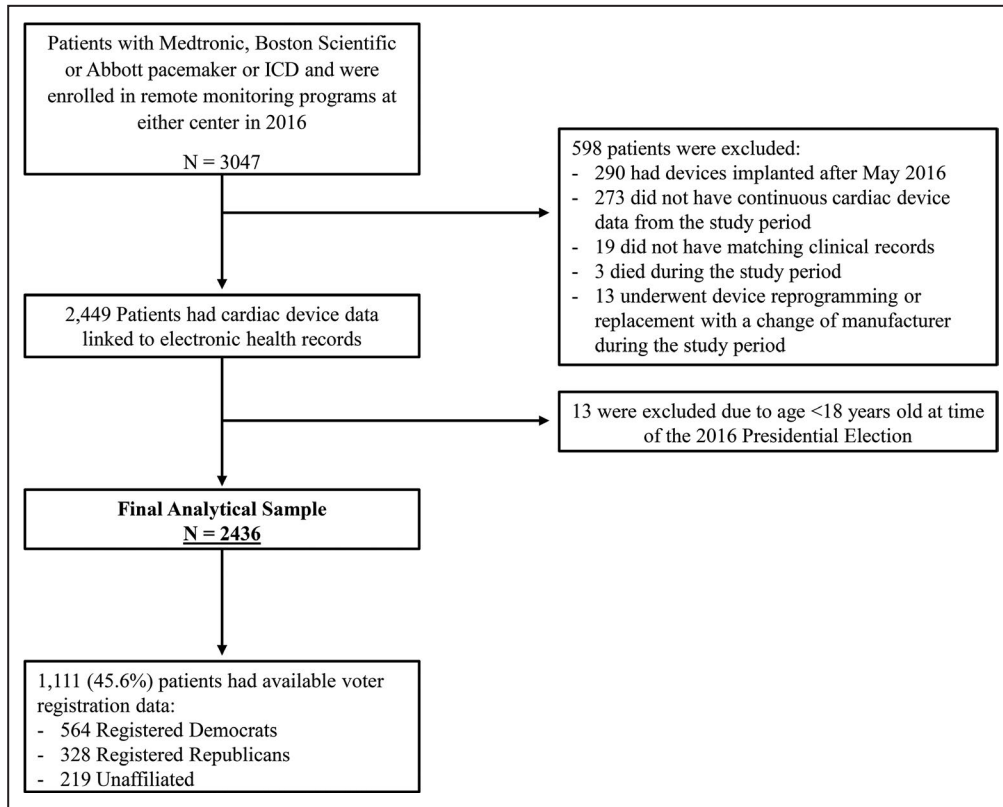 Patients with Medtronic, Boston Scientific
or Abbott pacemaker or ICD and were
enrolled in remote monitoring programs at
either center in 2016
N = 3047
598 patients were excluded:
- 290 had devices implanted after May 2016
- 273 did not have continuous cardiac device
data from the study period
- 19 did not have matching clinical records
- 3 died during the study period
- 13 underwent device reprogramming or
replacement with a change of manufacturer
during the study period
2,449 Patients had cardiac device data
linked to electronic health records
13 were excluded due to age <18 years old at time
of the 2016 Presidential Election
Final Analytical Sample
N = 2436
1,111 (45.6%) patients had available voter
registration data:
- 564 Registered Democrats
- 328 Registered Republicans
- 219 Unaffiliated